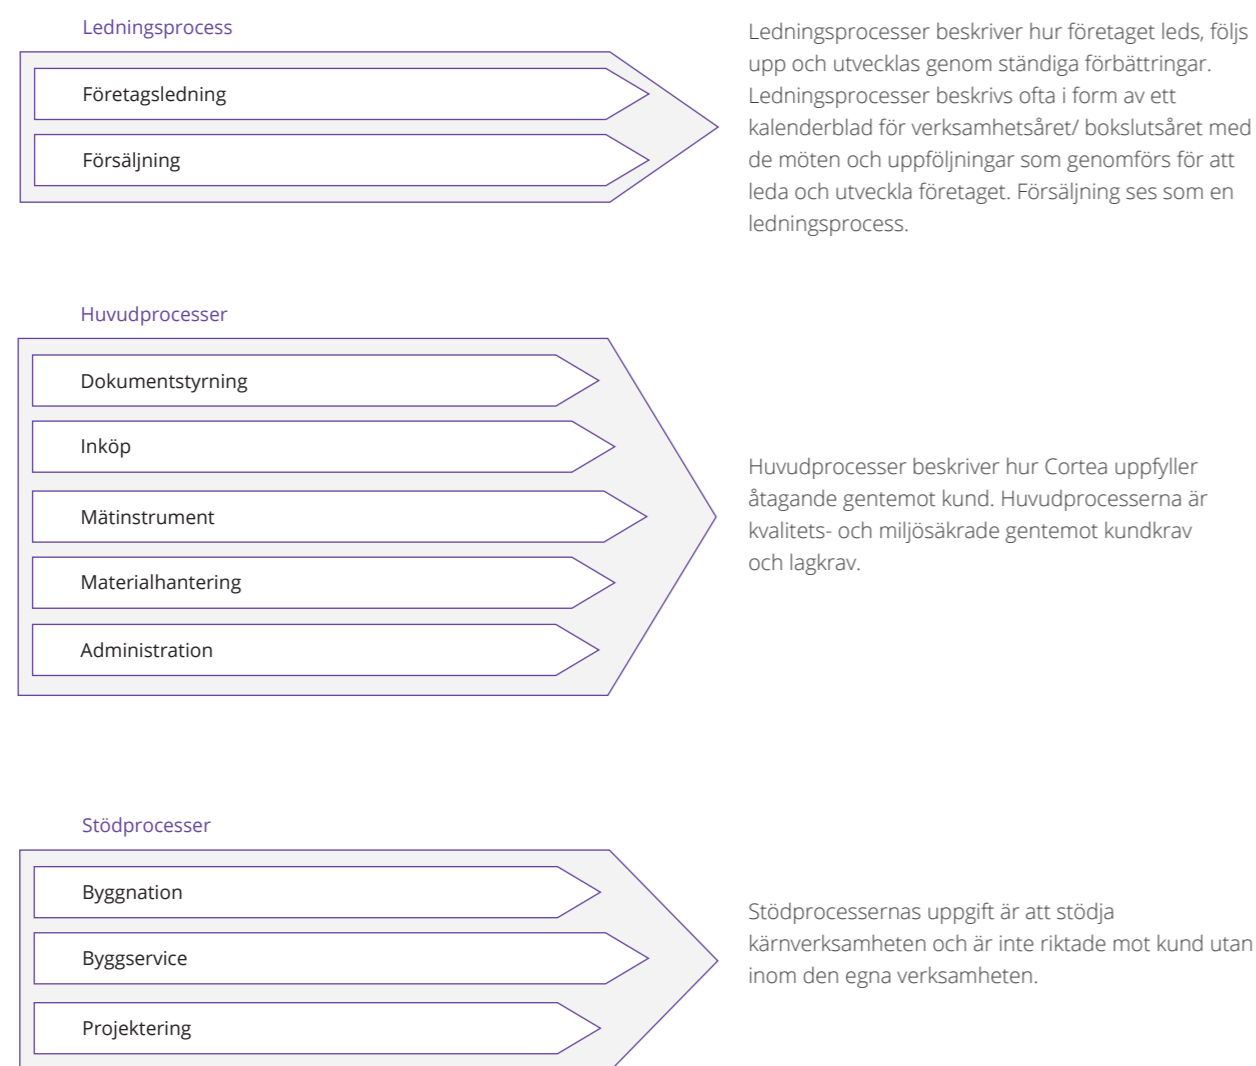 Ledningsprocess
Företagsledning
Försäljning
Ledningsprocesser beskriver hur företaget leds, följs
upp och utvecklas genom ständiga förbättringar.
Ledningsprocesser beskrivs ofta i form av ett
kalenderblad för verksamhetsåret/ bokslutsåret med
de möten och uppföljningar som genomförs för att
leda och utveckla företaget. Försäljning ses som en
ledningsprocess.
Huvudprocesser
Dokumentstyrning
Inköp
Mätinstrument
Materialhantering
Administration
Huvudprocesser beskriver hur Cortea uppfyller
åtagande gentemot kund. Huvudprocesserna är
kvalitets- och miljösäkrade gentemot kundkrav
och lagkrav.
Stödprocesser
Byggnation
Byggservice
Projektering
Stödprocessernas uppgift är att stödja
kärnverksamheten och är inte riktade mot kund utan
inom den egna verksamheten.